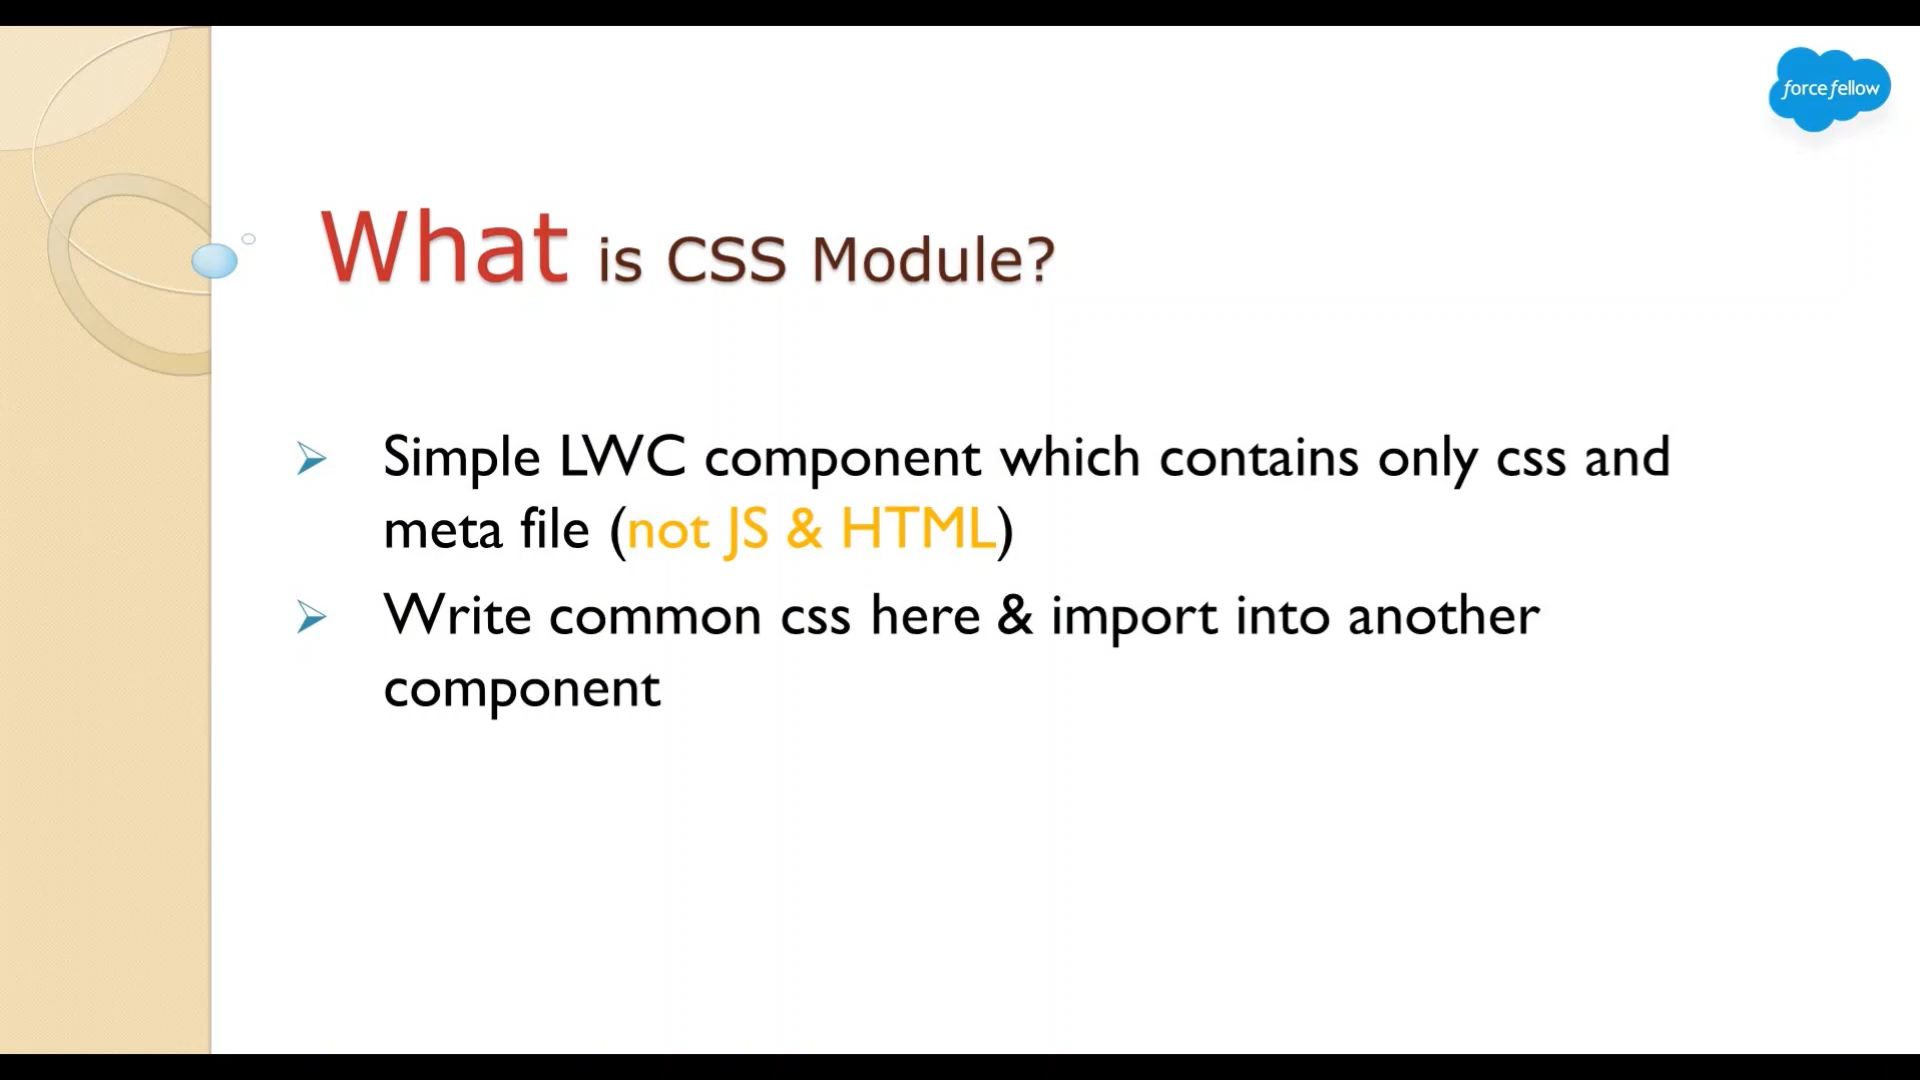 force fellow
What is CSS Module?
Simple LWC component which contains only css and
meta file (not JS & HTML)
Write common css here & import into another
component